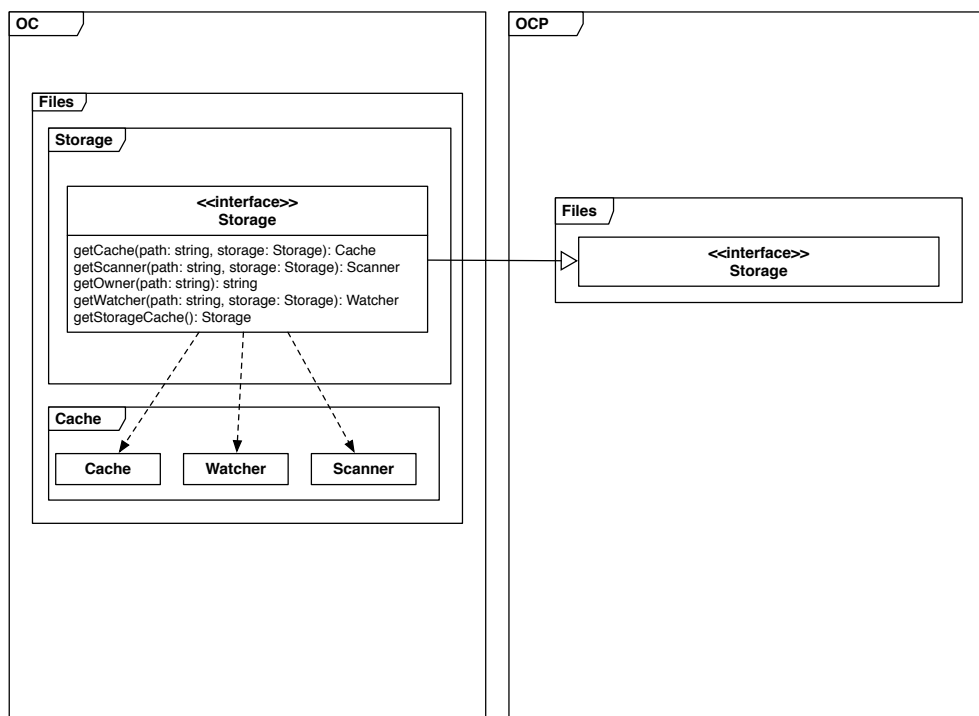 OC
Files
Storage
<<interface>>
Storage
getCache(path: string, storage: Storage): Cache
getScanner(path: string, storage: Storage): Scanner
getOwner(path: string): string
getWatcher(path: string, storage: Storage): Watcher
getStorageCache(): Storage
Cache
Cache
Watcher
Scanner
OCP
Files
<<interface>>
Storage